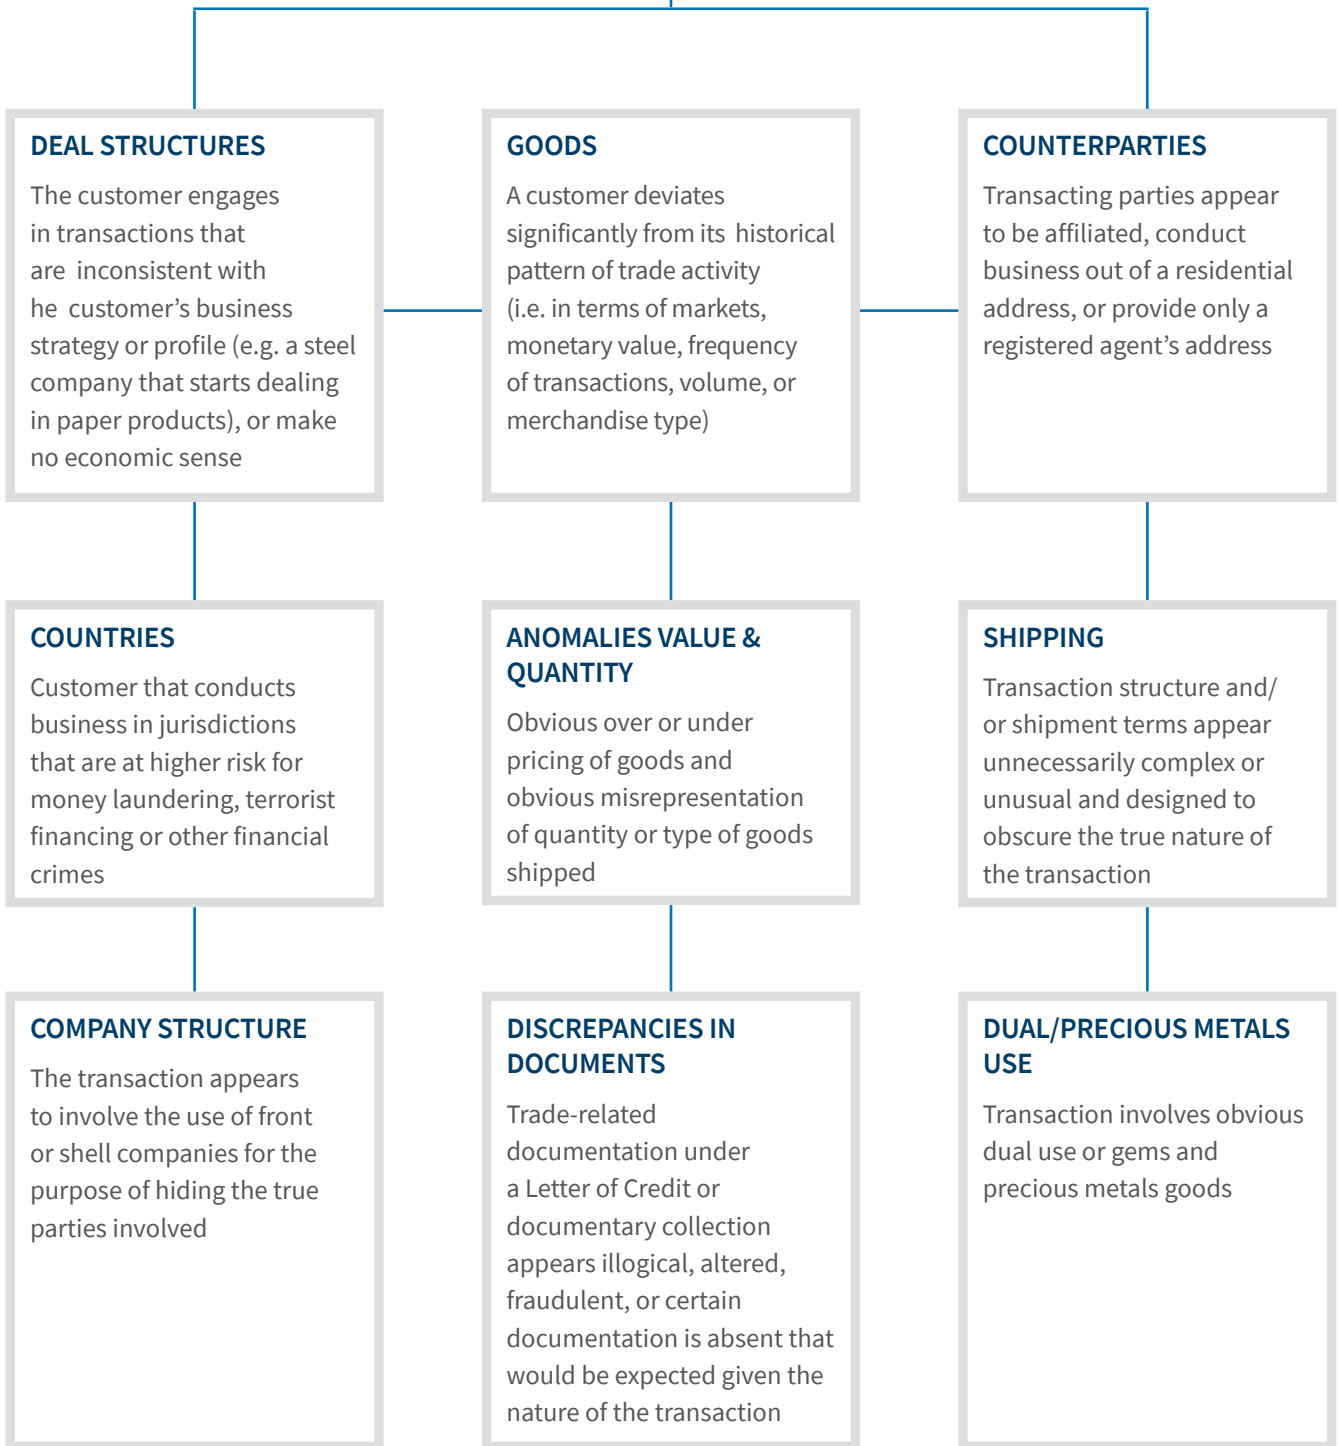 DEAL STRUCTURES
The customer engages
in transactions that
are inconsistent with
he customer’s business
strategy or profile (e.g. a steel
company that starts dealing
in paper products), or make
no economic sense
GOODS
A customer deviates
significantly from its historical
pattern of trade activity
(i.e. in terms of markets,
monetary value, frequency
of transactions, volume, or
merchandise type)
COUNTERPARTIES
Transacting parties appear
to be affiliated, conduct
business out of a residential
address, or provide only a
registered agent’s address
COUNTRIES
Customer that conducts
business in jurisdictions
that are at higher risk for
money laundering, terrorist
financing or other financial
crimes
ANOMALIES VALUE &
QUANTITY
Obvious over or under
pricing of goods and
obvious misrepresentation
of quantity or type of goods
shipped
SHIPPING
Transaction structure and/
or shipment terms appear
unnecessarily complex or
unusual and designed to
obscure the true nature of
the transaction
COMPANY STRUCTURE
The transaction appears
to involve the use of front
or shell companies for the
purpose of hiding the true
parties involved
DISCREPANCIES IN
DOCUMENTS
Trade-related
documentation under
a Letter of Credit or
documentary collection
appears illogical, altered,
fraudulent, or certain
documentation is absent that
would be expected given the
nature of the transaction
DUAL/PRECIOUS METALS
USE
Transaction involves obvious
dual use or gems and
precious metals goods